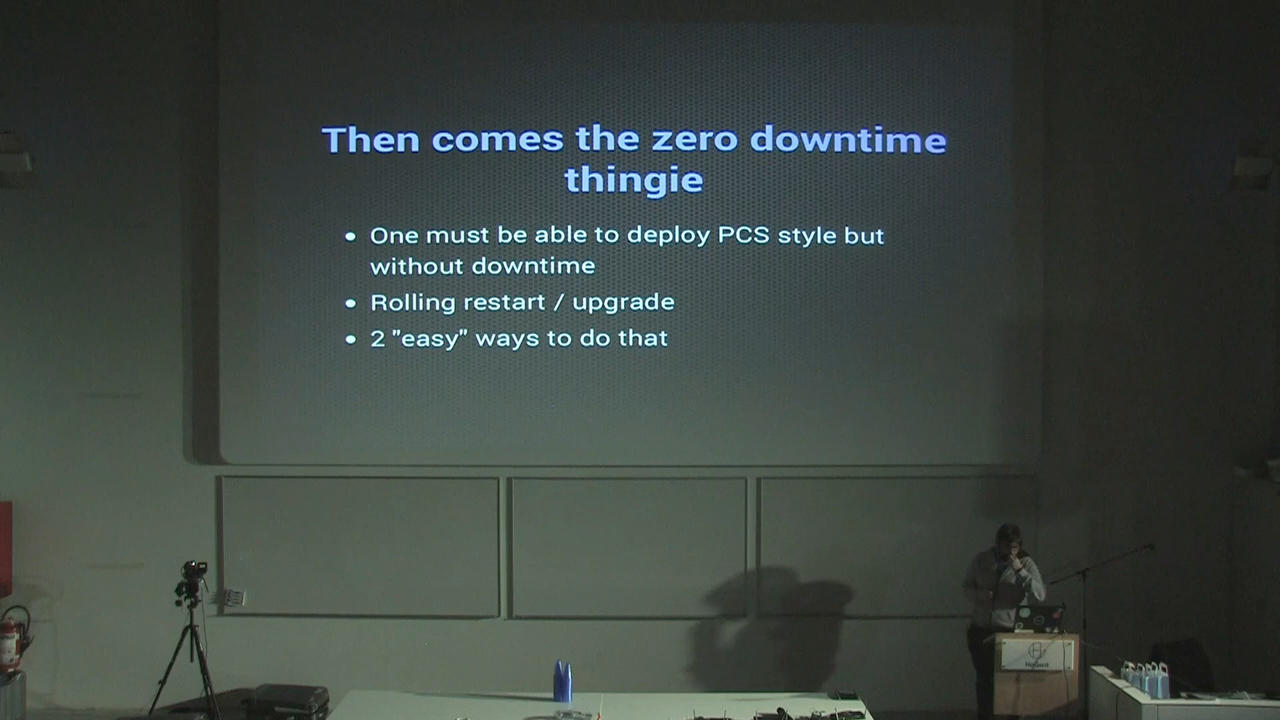 Then comes the zero downtime
thingie
• One must be able to deploy PCS style but
without downtime
• Rolling restart / upgrade
• 2 "easy" ways to do that